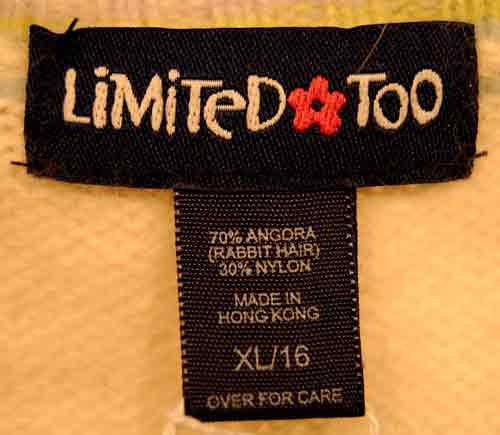 LiMiTeD TOO
70% ANGORA
(RABBIT HAIR)
30% NYLON
MADE IN
HONG KONG
XL/16
OVER FOR CARE